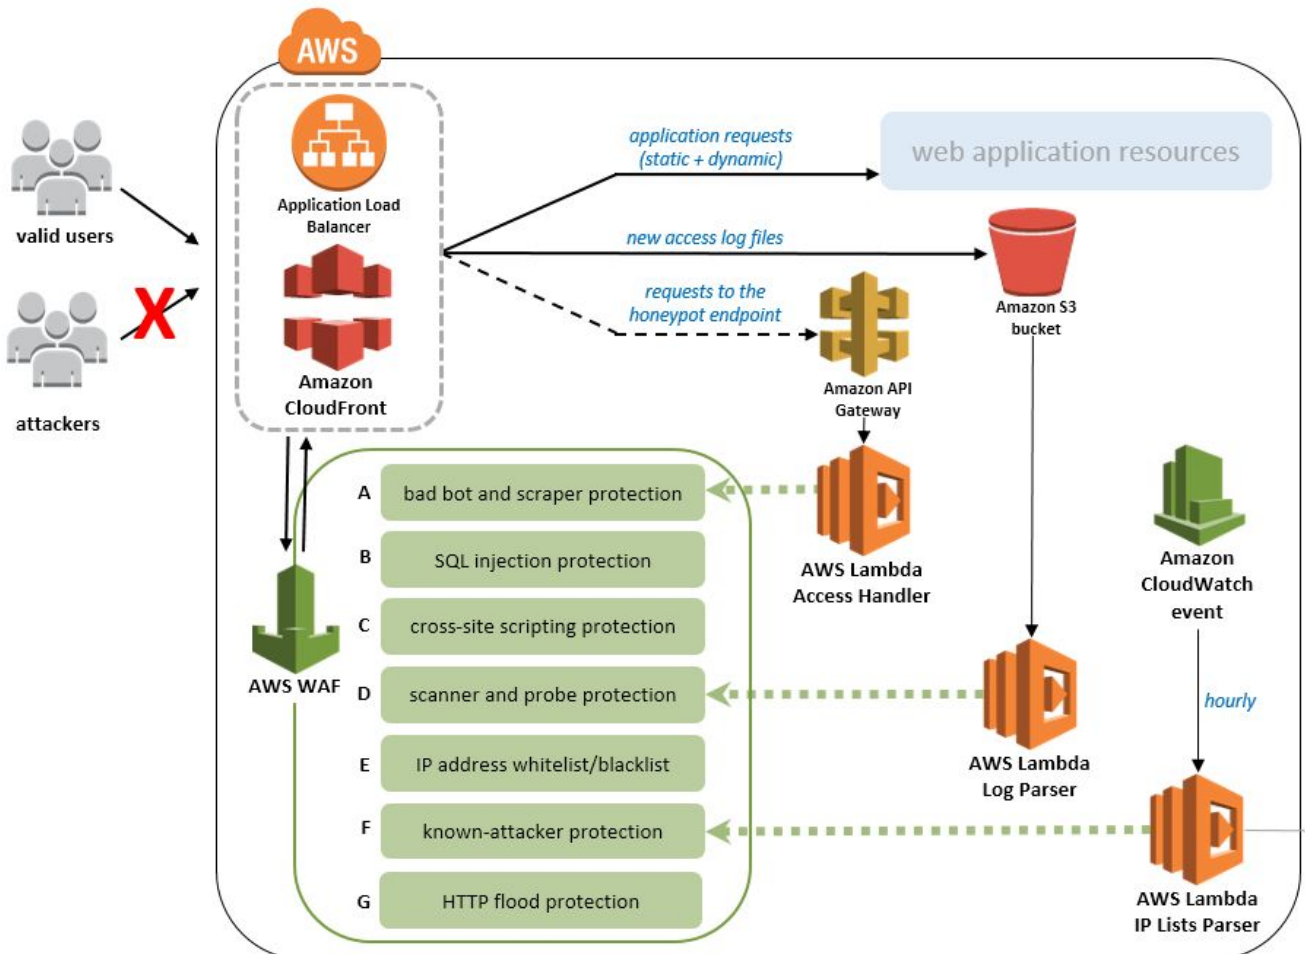 AWS
Application Load
Balancer
Amazon
CloudFront
valid users
X
attackers
application requests
(static + dynamic)
web application resources
new access log files
Amazon S3
bucket
requests to the
honeypot endpoint
Amazon API
Gateway
AWS WAF
A
bad bot and scraper protection
B
SQL injection protection
C
cross-site scripting protection
D
scanner and probe protection
E
IP address whitelist/blacklist
F
known-attacker protection
G
HTTP flood protection
AWS Lambda
Access Handler
AWS Lambda
Log Parser
Amazon
CloudWatch
event
hourly
AWS Lambda
IP Lists Parser